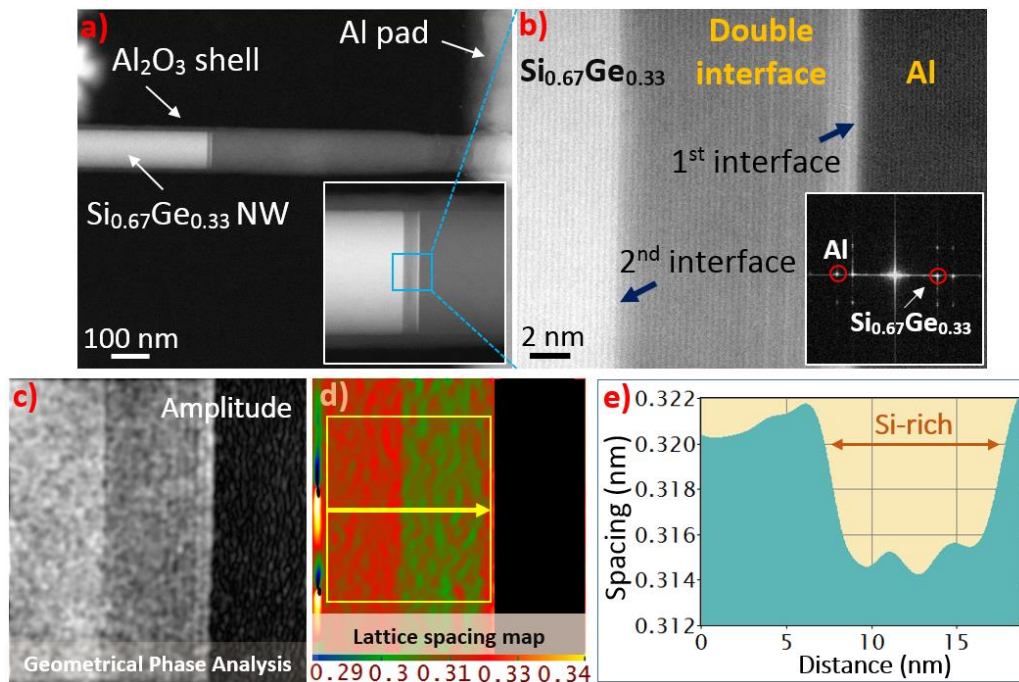 a)
Al pad
Al₂O₃ shell
Si₀.₆₇Ge₀.₃₃ NW
100 nm
b)
Double
interface
Si₀.₆₇Ge₀.₃₃
Al
1ˢᵗ interface
2ⁿᵈ interface
2 nm
Al
Si₀.₆₇Ge₀.₃₃
c)
Amplitude
Geometrical Phase Analysis
d)
Lattice spacing map
0.29 0.3 0.31 0.33 0.34
e)
Spacing (nm)
0.322
0.320
0.318
0.316
0.314
0.312
Si-rich
0 5 10 15
Distance (nm)